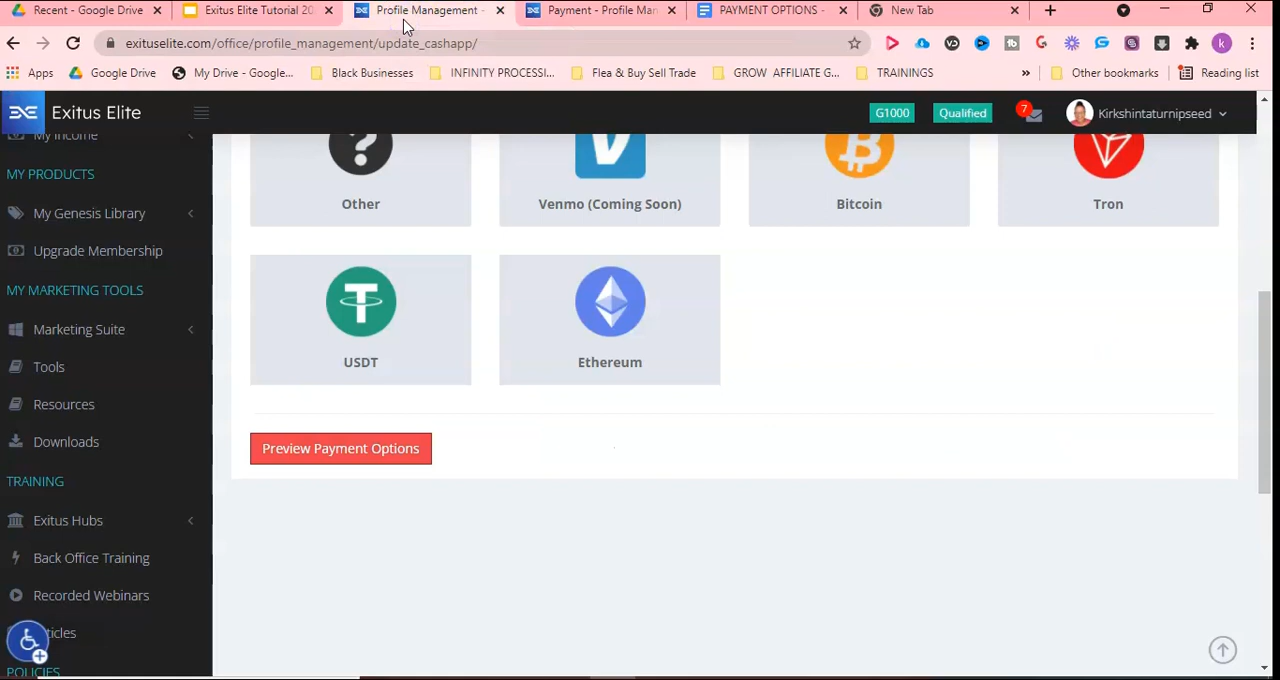 Recent - Google Drive
Exitus Elite Tutorial 20
Profile Management -
Payment - Profile Ma
PAYMENT OPTIONS -
New Tab
exituselite.com/office/profile_management/update_cashapp/
Apps
Google Drive
My Drive - Google...
Black Businesses
INFINITY PROCESSI...
Flea & Buy Sell Trade
GROW AFFILIATE G...
TRAININGS
»
Other bookmarks
Reading list
Exitus Elite
G1000
Qualified
7
Kirkshintaturnipseed
My Income
MY PRODUCTS
My Genesis Library
Upgrade Membership
MY MARKETING TOOLS
Marketing Suite
Tools
Resources
Downloads
TRAINING
Exitus Hubs
Back Office Training
Recorded Webinars
ticles
POLICIES
Other
Venmo (Coming Soon)
Bitcoin
Tron
USDT
Ethereum
Preview Payment Options